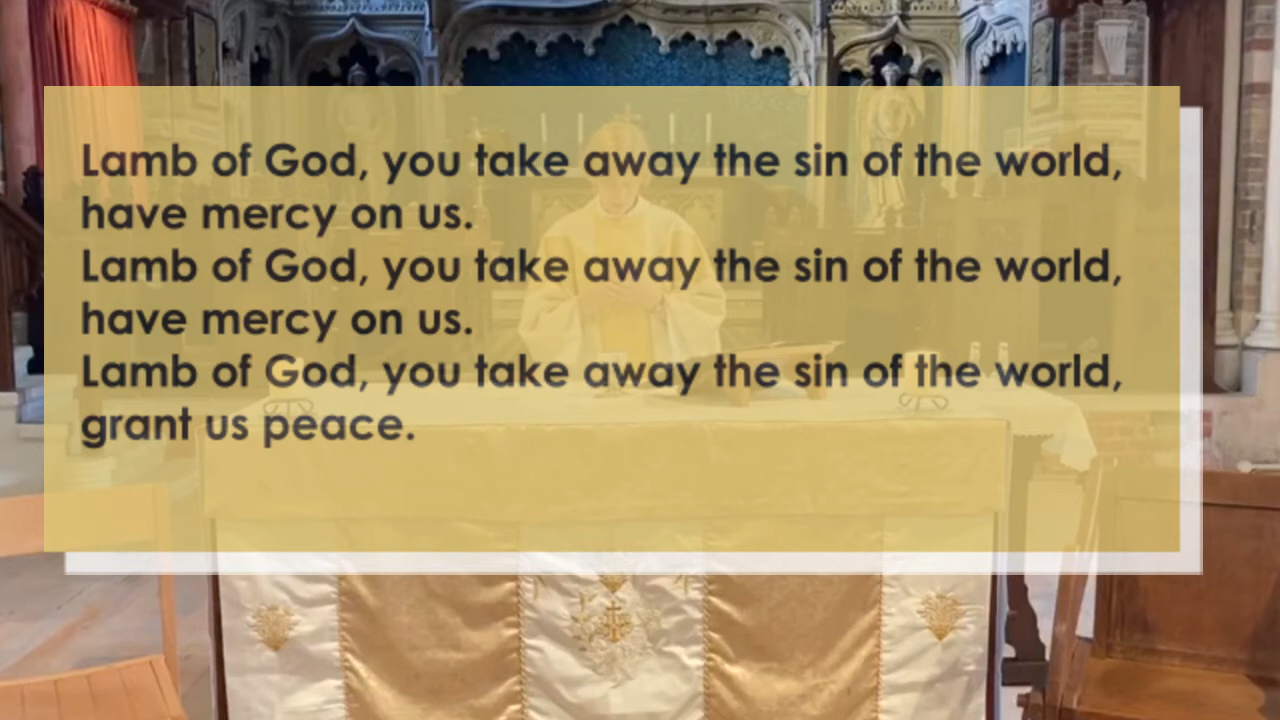 Lamb of God, you take away the sin of the world,
have mercy on us.
Lamb of God, you take away the sin of the world,
have mercy on us.
Lamb of God, you take away the sin of the world,
grant us peace.